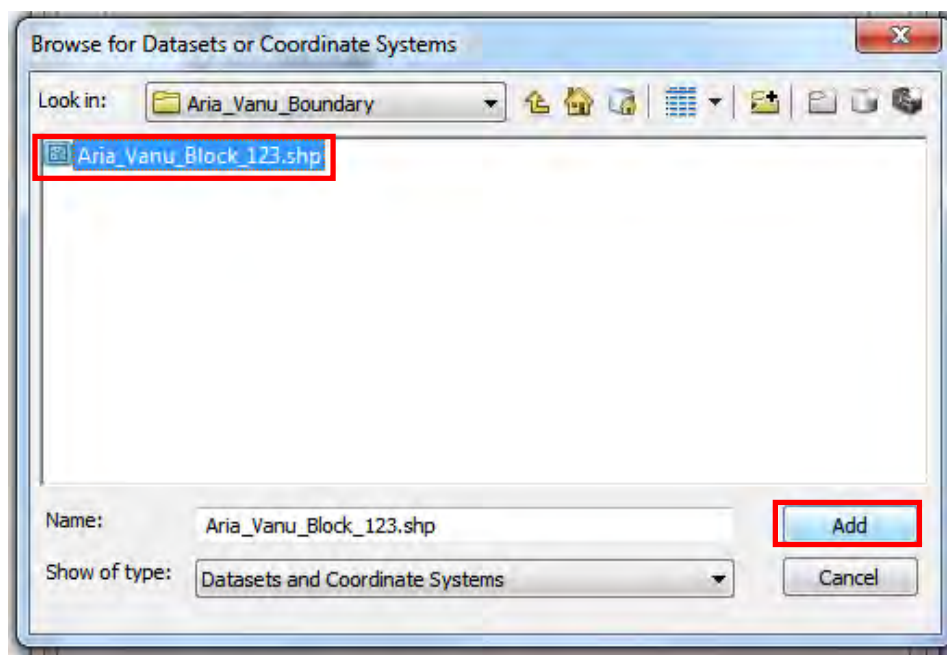 Browse for Datasets or Coordinate Systems
Look in: Aria_Vanu_Boundary
Aria_Vanu_Block_123.shp
Name: Aria_Vanu_Block_123.shp Add
Show of type: Datasets and Coordinate Systems Cancel